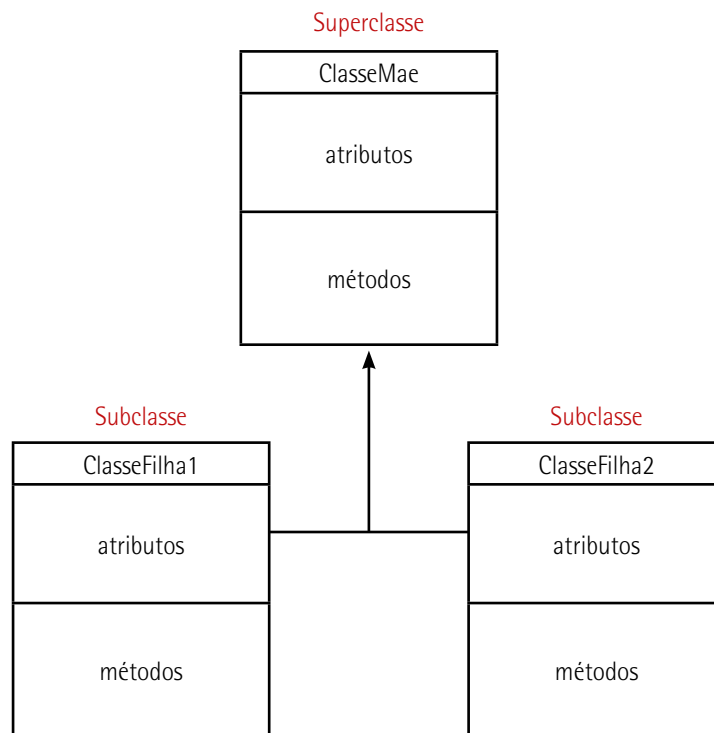 Superclasse
ClasseMae
atributos
métodos
Subclasse
ClasseFilha1
atributos
métodos
Subclasse
ClasseFilha2
atributos
métodos